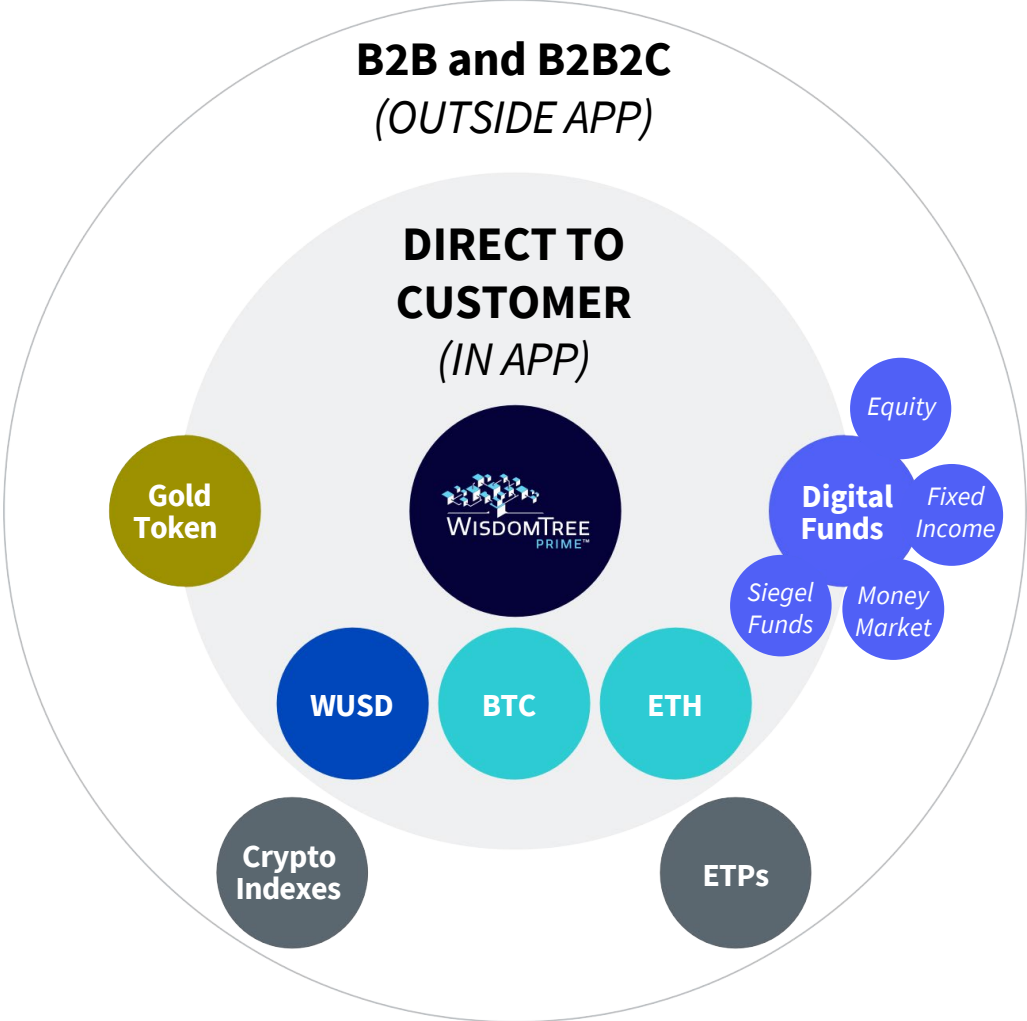 B2B and B2B2C
(OUTSIDE APP)
DIRECT TO
CUSTOMER
(IN APP)
Equity
Gold
Token
WISDOMTREE
PRIME™
Digital
Funds
Fixed
Income
Siegel
Funds
Money
Market
WUSD
BTC
ETH
Crypto
Indexes
ETPs